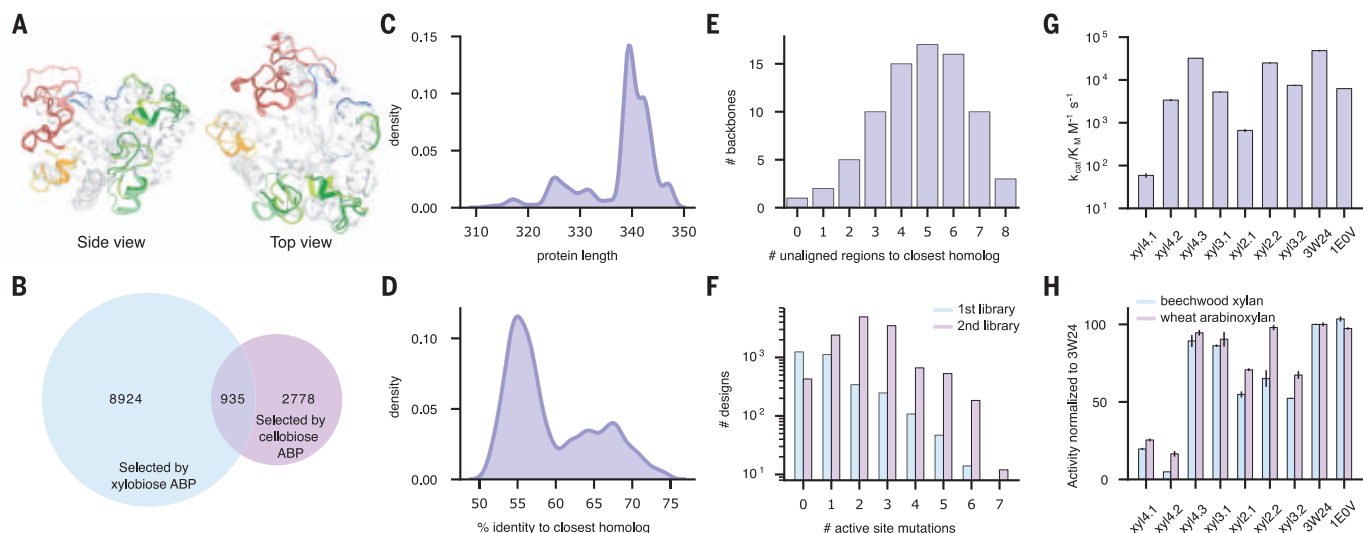 A
Side view
Top view
B
8924
935
2778
Selected by
cellobiose
ABP
Selected by
xylobiose ABP
C
0.15
0.10
0.05
0.00
density
310 320 330 340 350
protein length
D
0.10
0.05
0.00
density
50 55 60 65 70 75
% identity to closest homolog
E
15
10
5
0
# backbones
0 1 2 3 4 5 6 7 8
# unaligned regions to closest homolog
F
1st library
2nd library
10³
10²
10¹
# designs
0 1 2 3 4 5 6 7
# active site mutations
G
10⁵
10⁴
10³
10²
10¹
k_cat/K_M M⁻¹ s⁻¹
xyl4.1 xyl4.2 xyl4.3 xyl3.1 xyl2.1 xyl2.2 xyl3.2 3W24 1E0V
H
beechwood xylan
wheat arabinoxylan
100
50
0
Activity normalized to 3W24
xyl4.1 xyl4.2 xyl4.3 xyl3.1 xyl2.1 xyl2.2 xyl3.2 3W24 1E0V